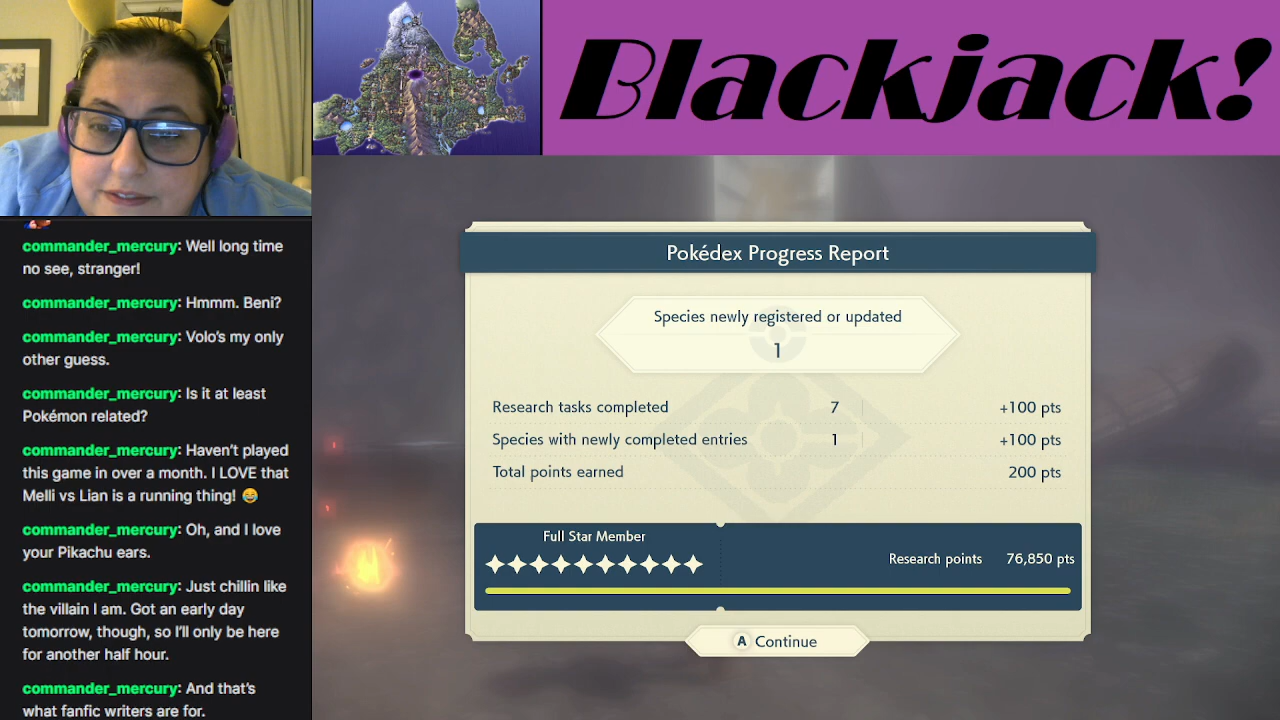 Blackjack!
commander_mercury: Well long time
no see, stranger!
commander_mercury: Hmmm. Beni?
commander_mercury: Volo's my only
other guess.
commander_mercury: Is it at least
Pokémon related?
commander_mercury: Haven't played
this game in over a month. I LOVE that
Melli vs Lian is a running thing! 😂
commander_mercury: Oh, and I love
your Pikachu ears.
commander_mercury: Just chillin like
the villain I am. Got an early day
tomorrow, though, so I'll only be here
for another half hour.
commander_mercury: And that's
what fanfic writers are for.
Pokédex Progress Report
Species newly registered or updated
1
Research tasks completed 7 +100 pts
Species with newly completed entries 1 +100 pts
Total points earned 200 pts
Full Star Member
Research points 76,850 pts
A Continue